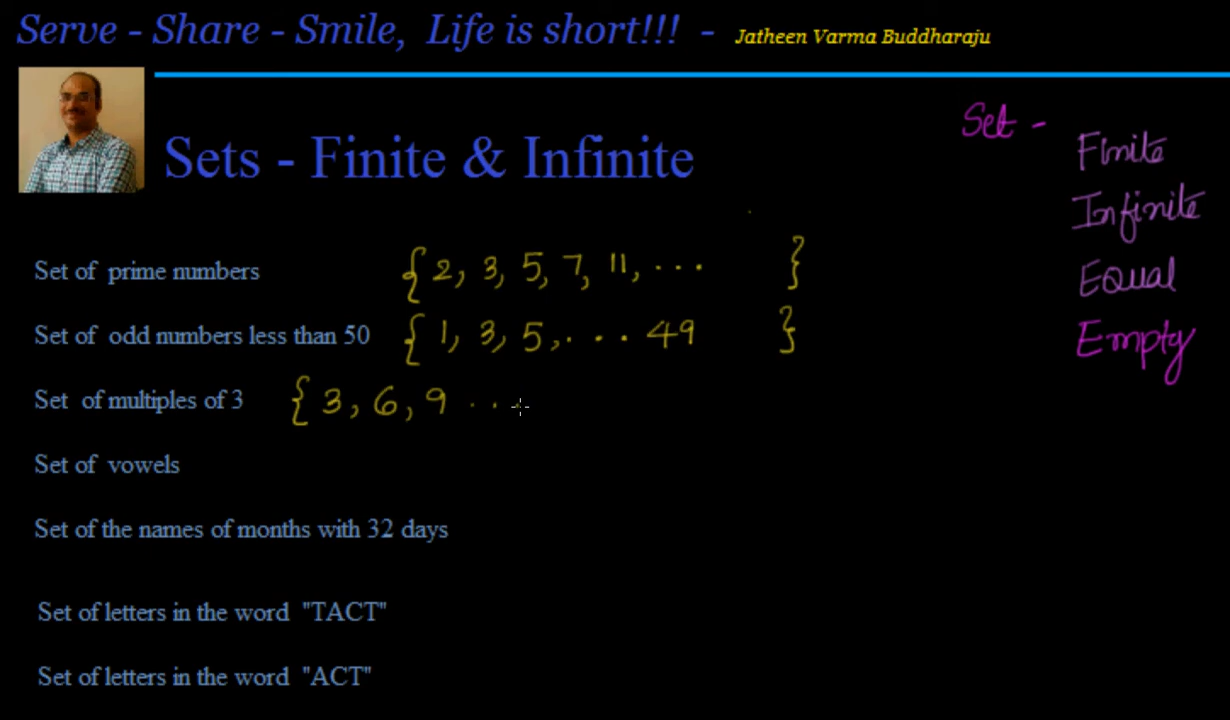 Serve - Share - Smile, Life is short!!! - Jatheen Varma Buddharaju
Sets - Finite & Infinite
Set -
Finite
Infinite
Equal
Empty
Set of prime numbers { 2, 3, 5, 7, 11, ... }
Set of odd numbers less than 50 { 1, 3, 5, ... 49 }
Set of multiples of 3 { 3, 6, 9 ...
Set of vowels
Set of the names of months with 32 days
Set of letters in the word "TACT"
Set of letters in the word "ACT"